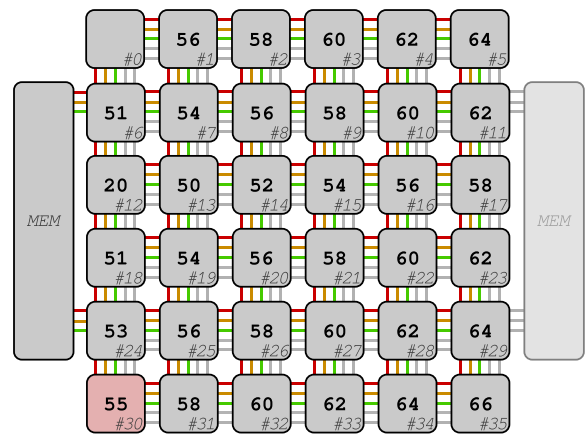 #0 56 #1 58 #2 60 #3 62 #4 64 #5
51 #6 54 #7 56 #8 58 #9 60 #10 62 #11
MEM 20 #12 50 #13 52 #14 54 #15 56 #16 58 #17 MEM
51 #18 54 #19 56 #20 58 #21 60 #22 62 #23
53 #24 56 #25 58 #26 60 #27 62 #28 64 #29
55 #30 58 #31 60 #32 62 #33 64 #34 66 #35